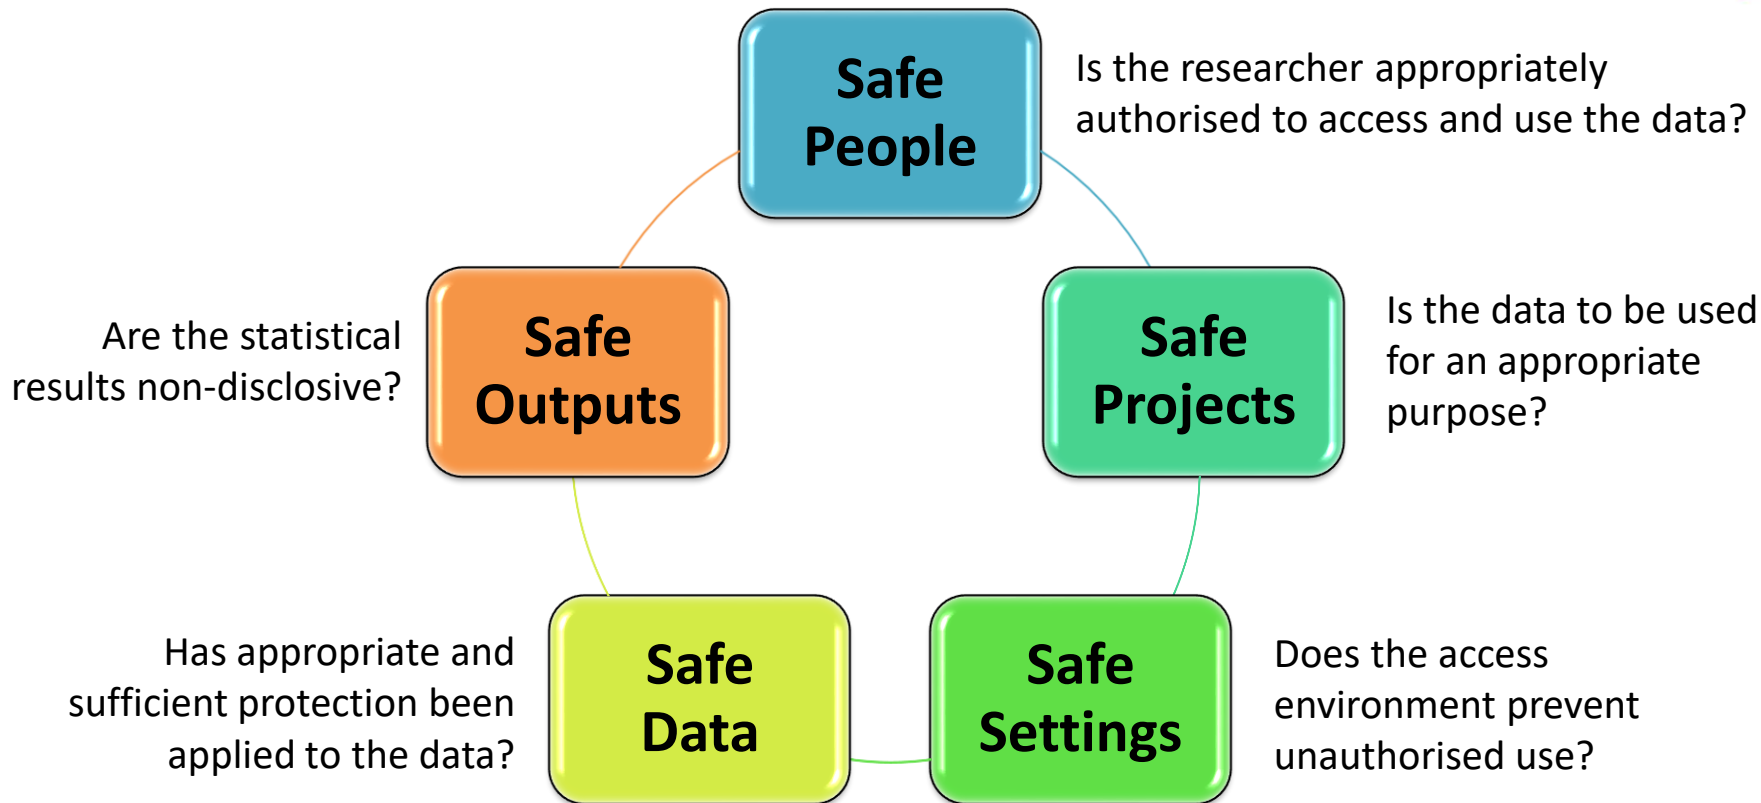 Safe
People
Is the researcher appropriately
authorised to access and use the data?
Safe
Projects
Is the data to be used
for an appropriate
purpose?
Safe
Settings
Does the access
environment prevent
unauthorised use?
Safe
Data
Has appropriate and
sufficient protection been
applied to the data?
Safe
Outputs
Are the statistical
results non-disclosive?